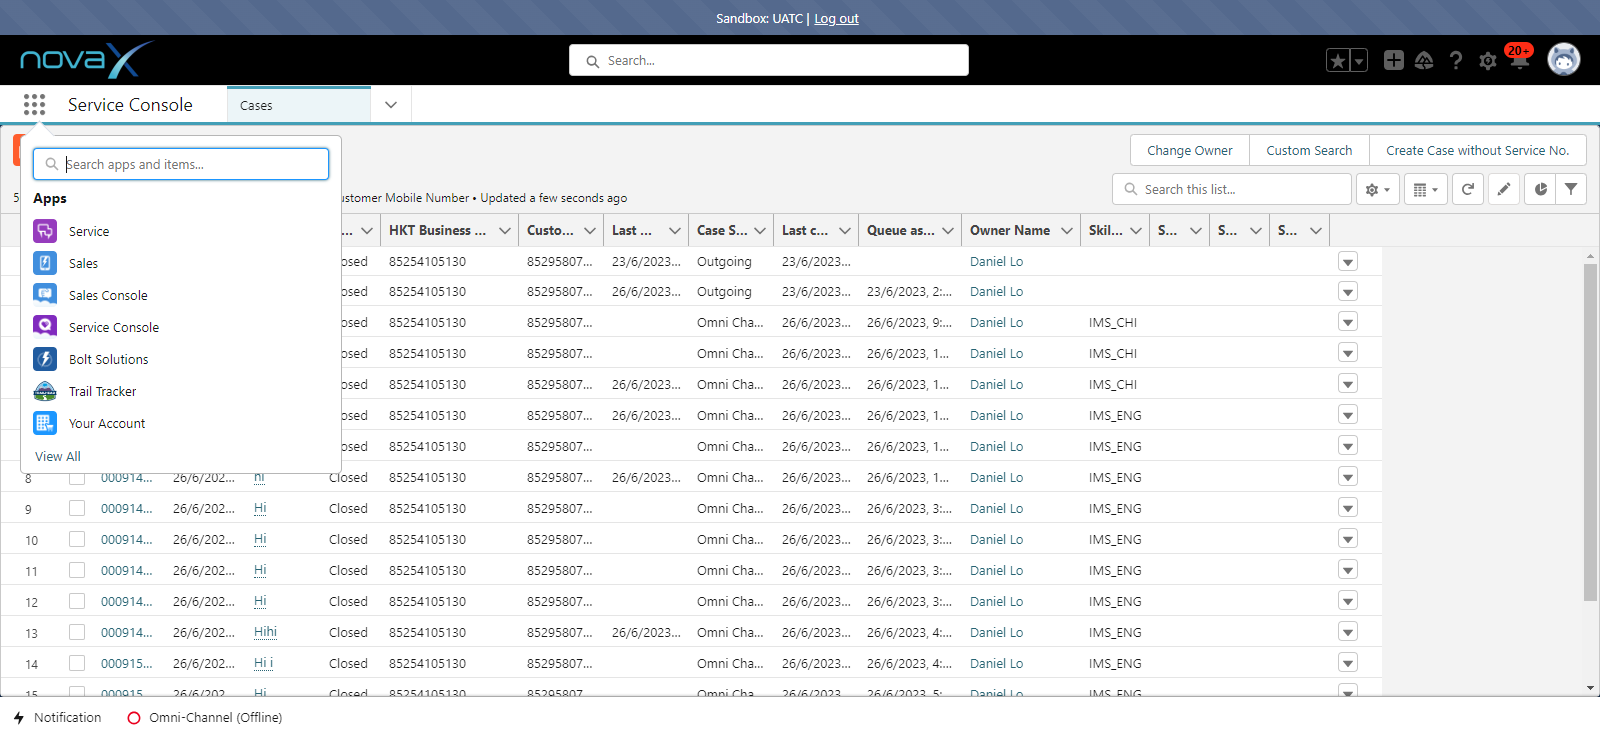 Sandbox: UATC | Log out
novaX
Search...
20+
Service Console
Cases
Search apps and items...
Apps
Service
Sales
Sales Console
Service Console
Bolt Solutions
Trail Tracker
Your Account
View All
Change Owner Custom Search Create Case without Service No.
5 ustomer Mobile Number • Updated a few seconds ago
Search this list...
... HKT Business ... Custo... Last ... Case S... Last c... Queue as... Owner Name Skil... S... S... S...
osed 85254105130 85295807... 23/6/2023... Outgoing 23/6/2023... Daniel Lo
osed 85254105130 85295807... 26/6/2023... Outgoing 23/6/2023... 23/6/2023, 2:... Daniel Lo
osed 85254105130 85295807... Omni Cha... 26/6/2023... 26/6/2023, 9:... Daniel Lo IMS_CHI
osed 85254105130 85295807... Omni Cha... 26/6/2023... 26/6/2023, 1... Daniel Lo IMS_CHI
osed 85254105130 85295807... 26/6/2023... Omni Cha... 26/6/2023... 26/6/2023, 1... Daniel Lo IMS_CHI
osed 85254105130 85295807... 26/6/2023... Omni Cha... 26/6/2023... 26/6/2023, 1... Daniel Lo IMS_ENG
osed 85254105130 85295807... Omni Cha... 26/6/2023... 26/6/2023, 1... Daniel Lo IMS_ENG
8 000914... 26/6/202... hi Closed 85254105130 85295807... 26/6/2023... Omni Cha... 26/6/2023... 26/6/2023, 1... Daniel Lo IMS_ENG
9 000914... 26/6/202... Hi Closed 85254105130 85295807... Omni Cha... 26/6/2023... 26/6/2023, 3:... Daniel Lo IMS_ENG
10 000914... 26/6/202... Hi Closed 85254105130 85295807... Omni Cha... 26/6/2023... 26/6/2023, 3:... Daniel Lo IMS_ENG
11 000914... 26/6/202... Hi Closed 85254105130 85295807... Omni Cha... 26/6/2023... 26/6/2023, 3:... Daniel Lo IMS_ENG
12 000914... 26/6/202... Hi Closed 85254105130 85295807... Omni Cha... 26/6/2023... 26/6/2023, 3:... Daniel Lo IMS_ENG
13 000914... 26/6/202... Hihi Closed 85254105130 85295807... 26/6/2023... Omni Cha... 26/6/2023... 26/6/2023, 4:... Daniel Lo IMS_ENG
14 000915... 26/6/202... Hi i Closed 85254105130 85295807... Omni Cha... 26/6/2023... 26/6/2023, 4:... Daniel Lo IMS_ENG
15 000915 26/6/202 Hi Closed 85254105130 85295807 Omni Cha 26/6/2023 26/6/2023, 5: Daniel Lo IMS_ENG
Notification Omni-Channel (Offline)